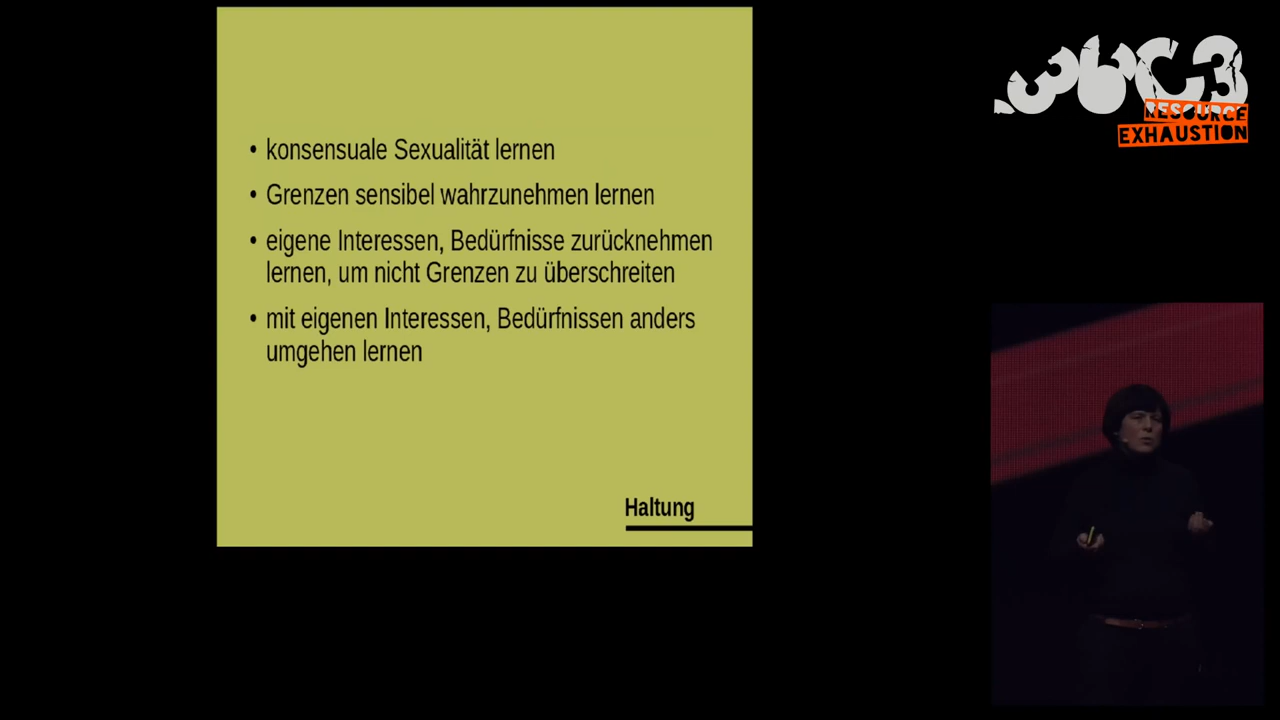 • konsensuale Sexualität lernen
• Grenzen sensibel wahrzunehmen lernen
• eigene Interessen, Bedürfnisse zurücknehmen
lernen, um nicht Grenzen zu überschreiten
• mit eigenen Interessen, Bedürfnissen anders
umgehen lernen
Haltung
36C3
RESOURCE
EXHAUSTION